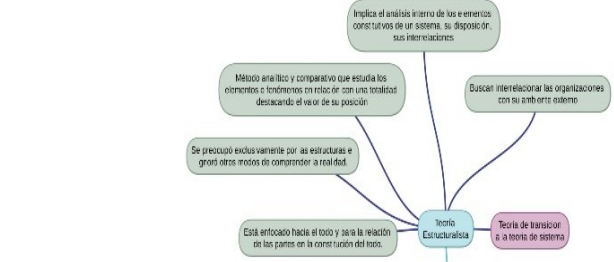 Implica el análisis interno de los elementos
constitutivos de un sistema, su disposición,
sus interrelaciones
Método analítico y comparativo que estudia los
elementos o fenómenos en relación con una totalidad
destacando el valor de su posición
Buscan interrelacionar las organizaciones
con su ambiente externo
Se preocupó exclusivamente por las estructuras e
ignoró otros modos de comprender la realidad.
Está enfocado hacia el todo y para la relación
de las partes en la constitución del todo.
Teoría
Estructuralista
Teoría de transicion
a la teoria de sistema